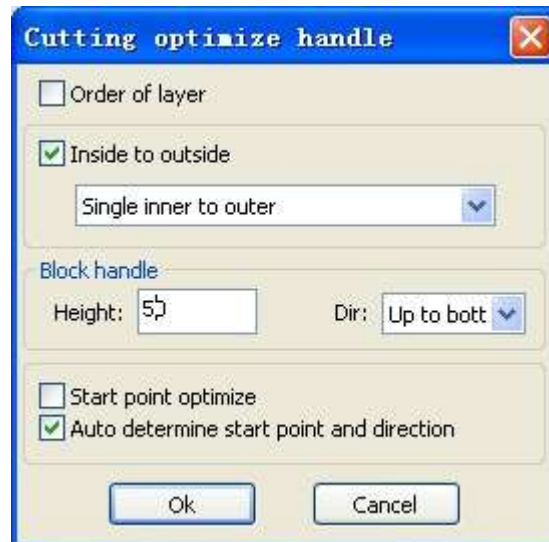 Cutting optimize handle
Order of layer
Inside to outside
Single inner to outer
Block handle
Height: Dir: Up to bott
Start point optimize
Auto determine start point and direction
Ok Cancel